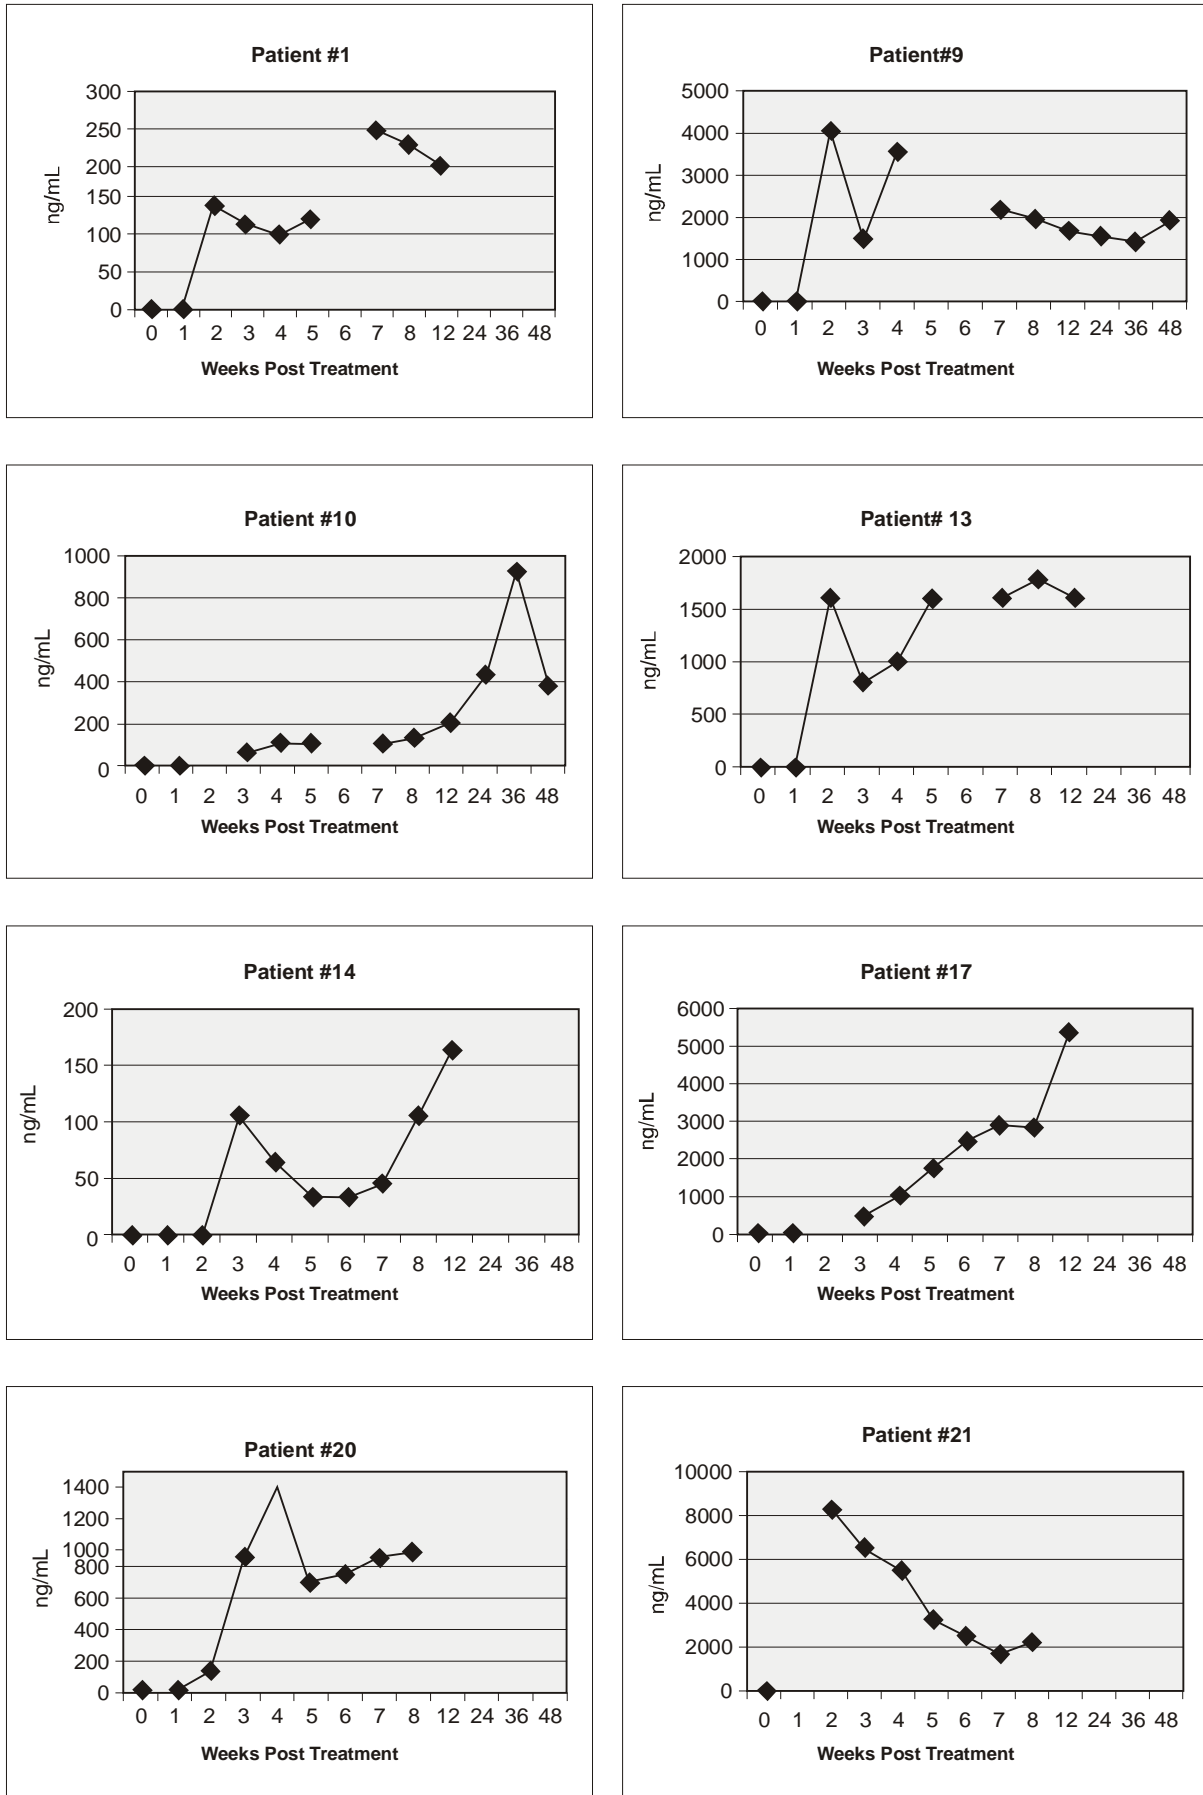 Patient #1
300
250
200
150
100
50
0
ng/mL
0 1 2 3 4 5 6 7 8 12 24 36 48
Weeks Post Treatment
Patient#9
5000
4000
3000
2000
1000
0
ng/mL
0 1 2 3 4 5 6 7 8 12 24 36 48
Weeks Post Treatment
Patient #10
1000
800
600
400
200
0
ng/mL
0 1 2 3 4 5 6 7 8 12 24 36 48
Weeks Post Treatment
Patient# 13
2000
1500
1000
500
0
ng/mL
0 1 2 3 4 5 6 7 8 12 24 36 48
Weeks Post Treatment
Patient #14
200
150
100
50
0
ng/mL
0 1 2 3 4 5 6 7 8 12 24 36 48
Weeks Post Treatment
Patient #17
6000
5000
4000
3000
2000
1000
0
ng/mL
0 1 2 3 4 5 6 7 8 12 24 36 48
Weeks Post Treatment
Patient #20
1400
1200
1000
800
600
400
200
0
ng/mL
0 1 2 3 4 5 6 7 8 12 24 36 48
Weeks Post Treatment
Patient #21
10000
8000
6000
4000
2000
0
ng/mL
0 1 2 3 4 5 6 7 8 12 24 36 48
Weeks Post Treatment